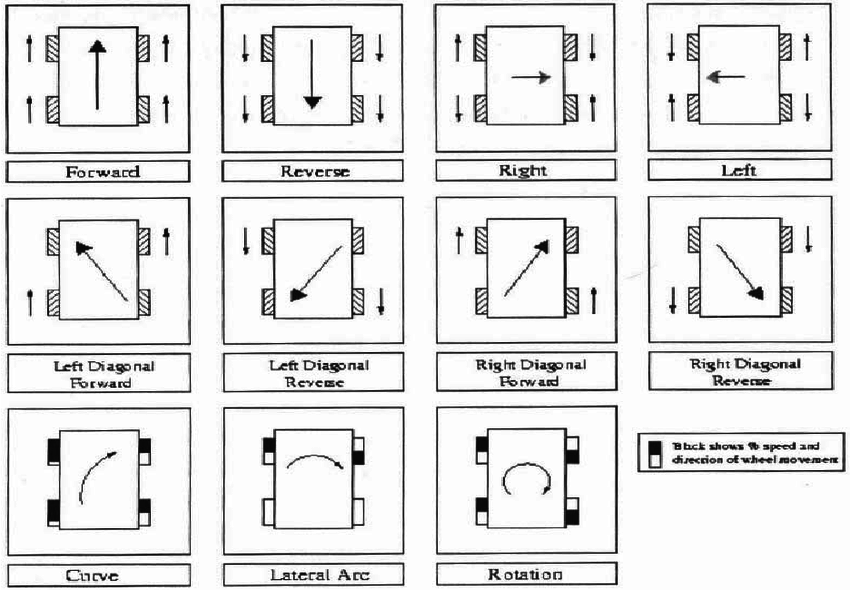 Forward
Reverse
Right
Left
Left Diagonal
Forward
Left Diagonal
Reverse
Right Diagonal
Forward
Right Diagonal
Reverse
Black shows % speed and
direction of wheel movement
Curve
Lateral Arc
Rotation